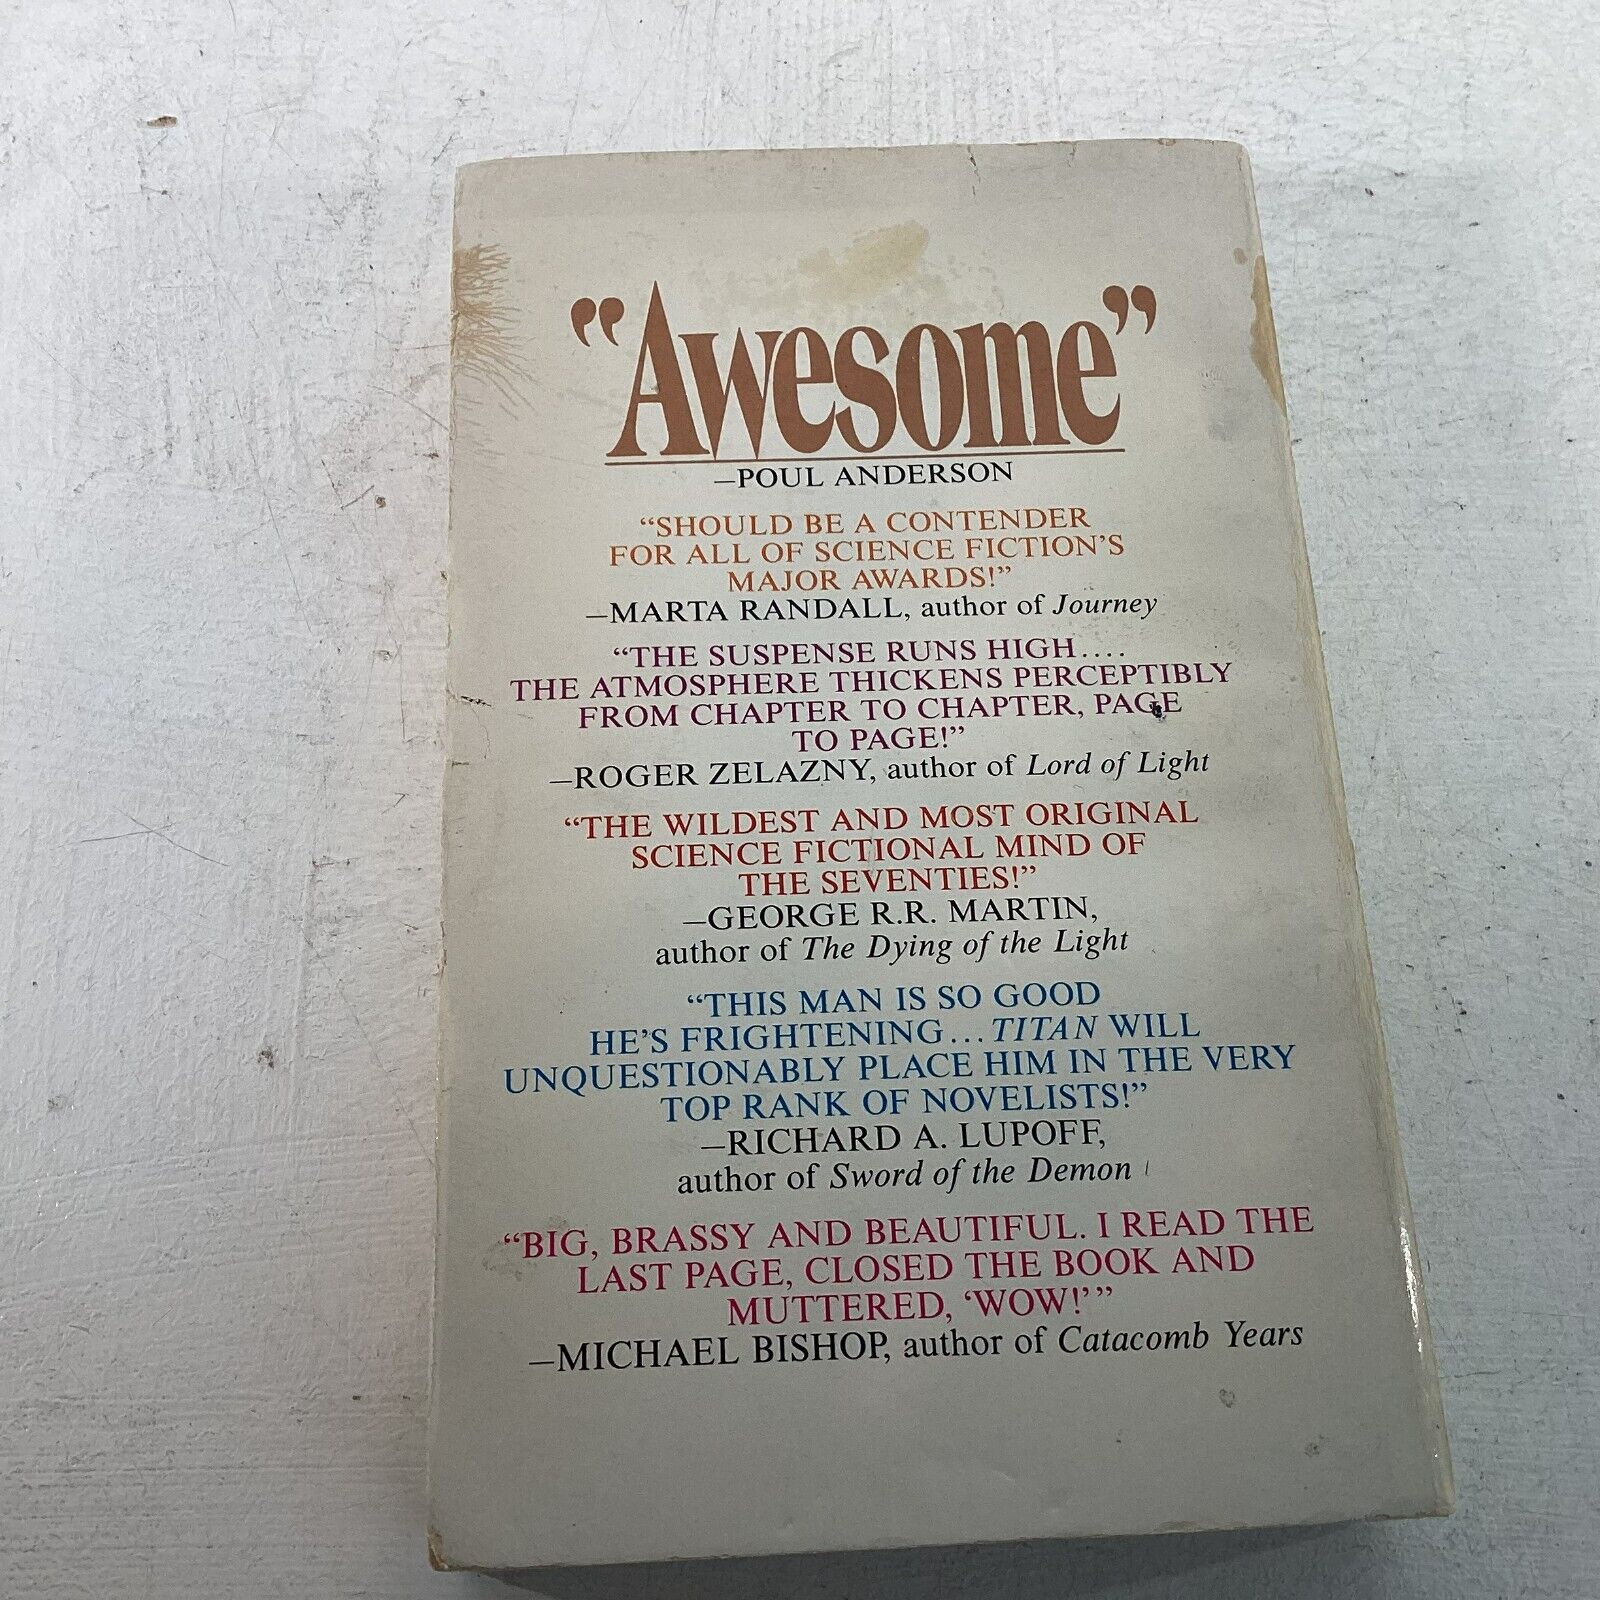 “Awesome”
—POUL ANDERSON
“SHOULD BE A CONTENDER
FOR ALL OF SCIENCE FICTION’S
MAJOR AWARDS!”
—MARTA RANDALL, author of Journey
“THE SUSPENSE RUNS HIGH....
THE ATMOSPHERE THICKENS PERCEPTIBLY
FROM CHAPTER TO CHAPTER, PAGE
TO PAGE!”
—ROGER ZELAZNY, author of Lord of Light
“THE WILDEST AND MOST ORIGINAL
SCIENCE FICTIONAL MIND OF
THE SEVENTIES!”
—GEORGE R.R. MARTIN,
author of The Dying of the Light
“THIS MAN IS SO GOOD
HE’S FRIGHTENING...TITAN WILL
UNQUESTIONABLY PLACE HIM IN THE VERY
TOP RANK OF NOVELISTS!”
—RICHARD A. LUPOFF,
author of Sword of the Demon
“BIG, BRASSY AND BEAUTIFUL. I READ THE
LAST PAGE, CLOSED THE BOOK AND
MUTTERED, ‘WOW!’”
—MICHAEL BISHOP, author of Catacomb Years